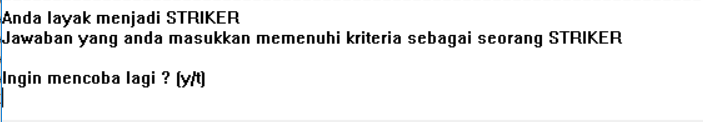 Anda layak menjadi STRIKER
Jawaban yang anda masukkan memenuhi kriteria sebagai seorang STRIKER
Ingin mencoba lagi ? (y/t)